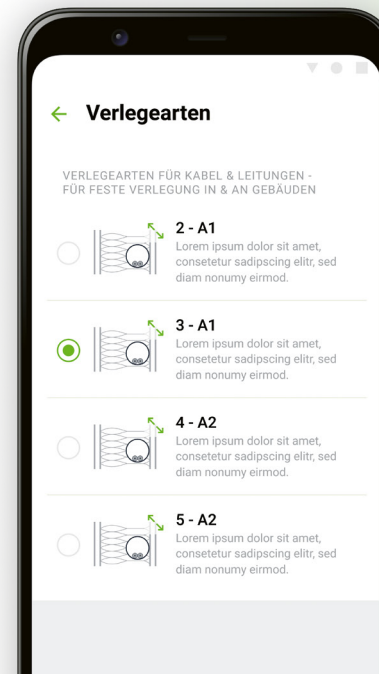 Verlegearten
VERLEGEARTEN FÜR KABEL & LEITUNGEN -
FÜR FESTE VERLEGUNG IN & AN GEBÄUDEN
2 - A1
Lorem ipsum dolor sit amet,
consetetur sadipscing elitr, sed
diam nonumy eirmod.
3 - A1
Lorem ipsum dolor sit amet,
consetetur sadipscing elitr, sed
diam nonumy eirmod.
4 - A2
Lorem ipsum dolor sit amet,
consetetur sadipscing elitr, sed
diam nonumy eirmod.
5 - A2
Lorem ipsum dolor sit amet,
consetetur sadipscing elitr, sed
diam nonumy eirmod.